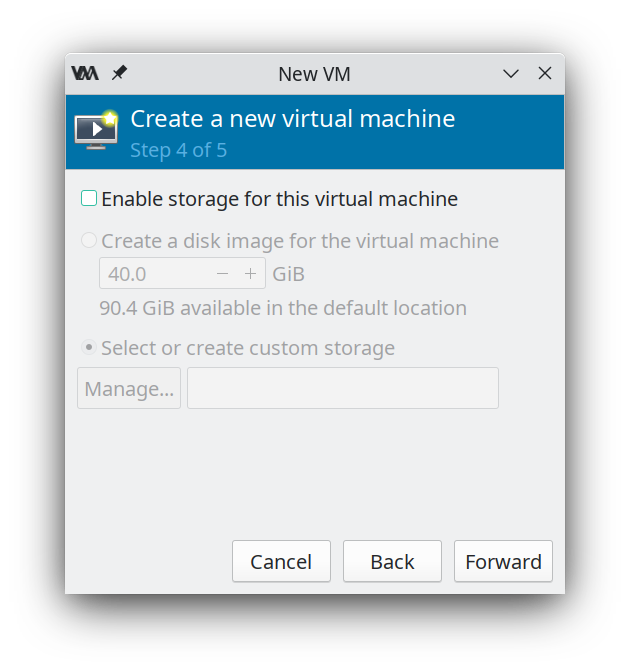 VMM New VM
Create a new virtual machine
Step 4 of 5
Enable storage for this virtual machine
Create a disk image for the virtual machine
40.0 − + GiB
90.4 GiB available in the default location
Select or create custom storage
Manage...
Cancel Back Forward